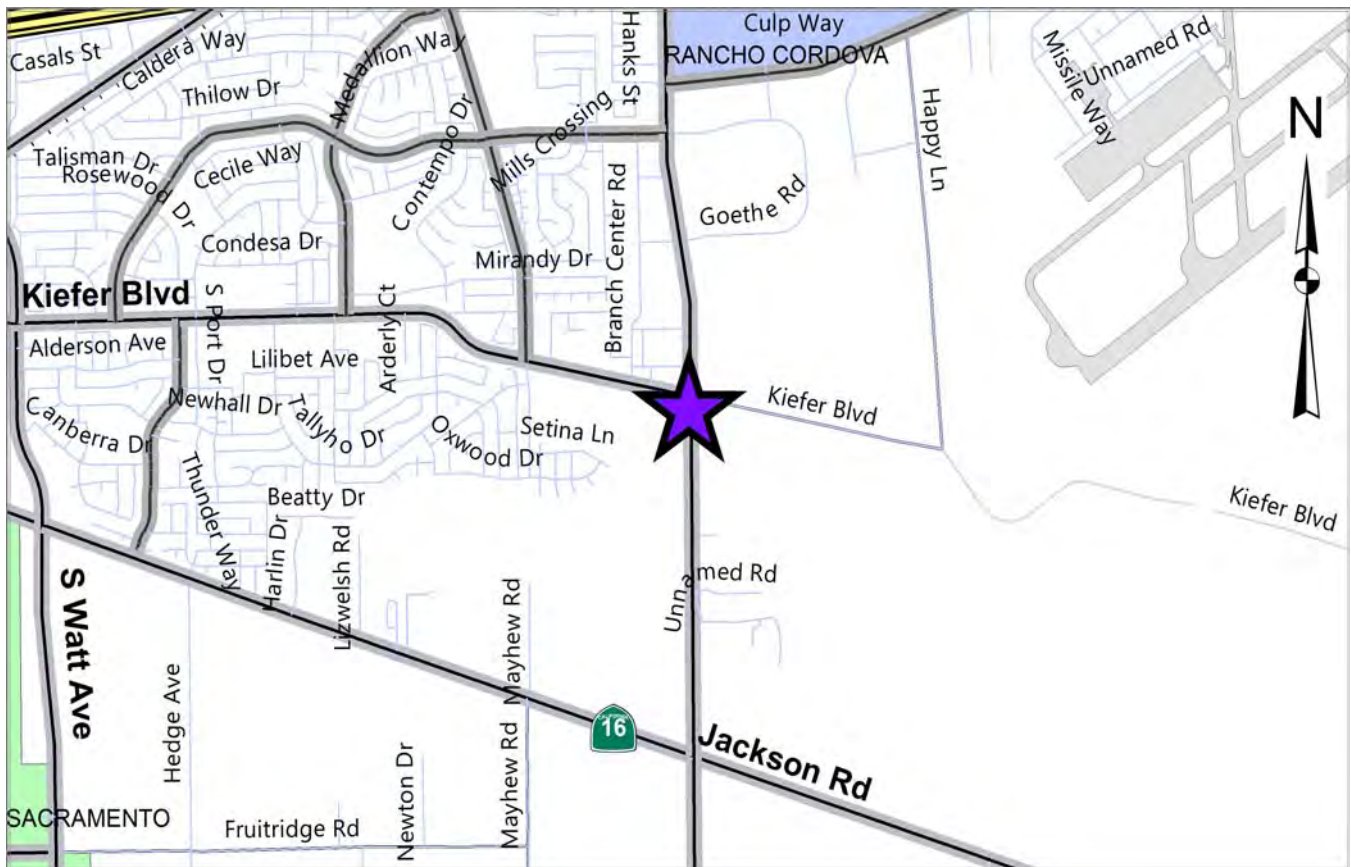 Culp Way
RANCHO CORDOVA
Casals St
Caldera Way
Medallion Way
Hanks St
Missile Way
Unnamed Rd
Thilow Dr
Contempo Dr
Mills Crossing
Happy Ln
N
Talisman Dr
Rosewood Dr
Cecile Way
Branch Center Rd
Goethe Rd
Condesa Dr
Mirandy Dr
Kiefer Blvd
S Port Dr
Arderly Ct
Alderson Ave
Lilibet Ave
Kiefer Blvd
Canberra Dr
Newhall Dr
Tallyho Dr
Oxwood Dr
Setina Ln
Thunder Way
Beatty Dr
Kiefer Blvd
Harlin Dr
Lizwelsh Rd
Mayhew Rd
Unnamed Rd
S Watt Ave
Hedge Ave
16
Mayhew Rd
Newton Dr
Jackson Rd
SACRAMENTO
Fruitridge Rd